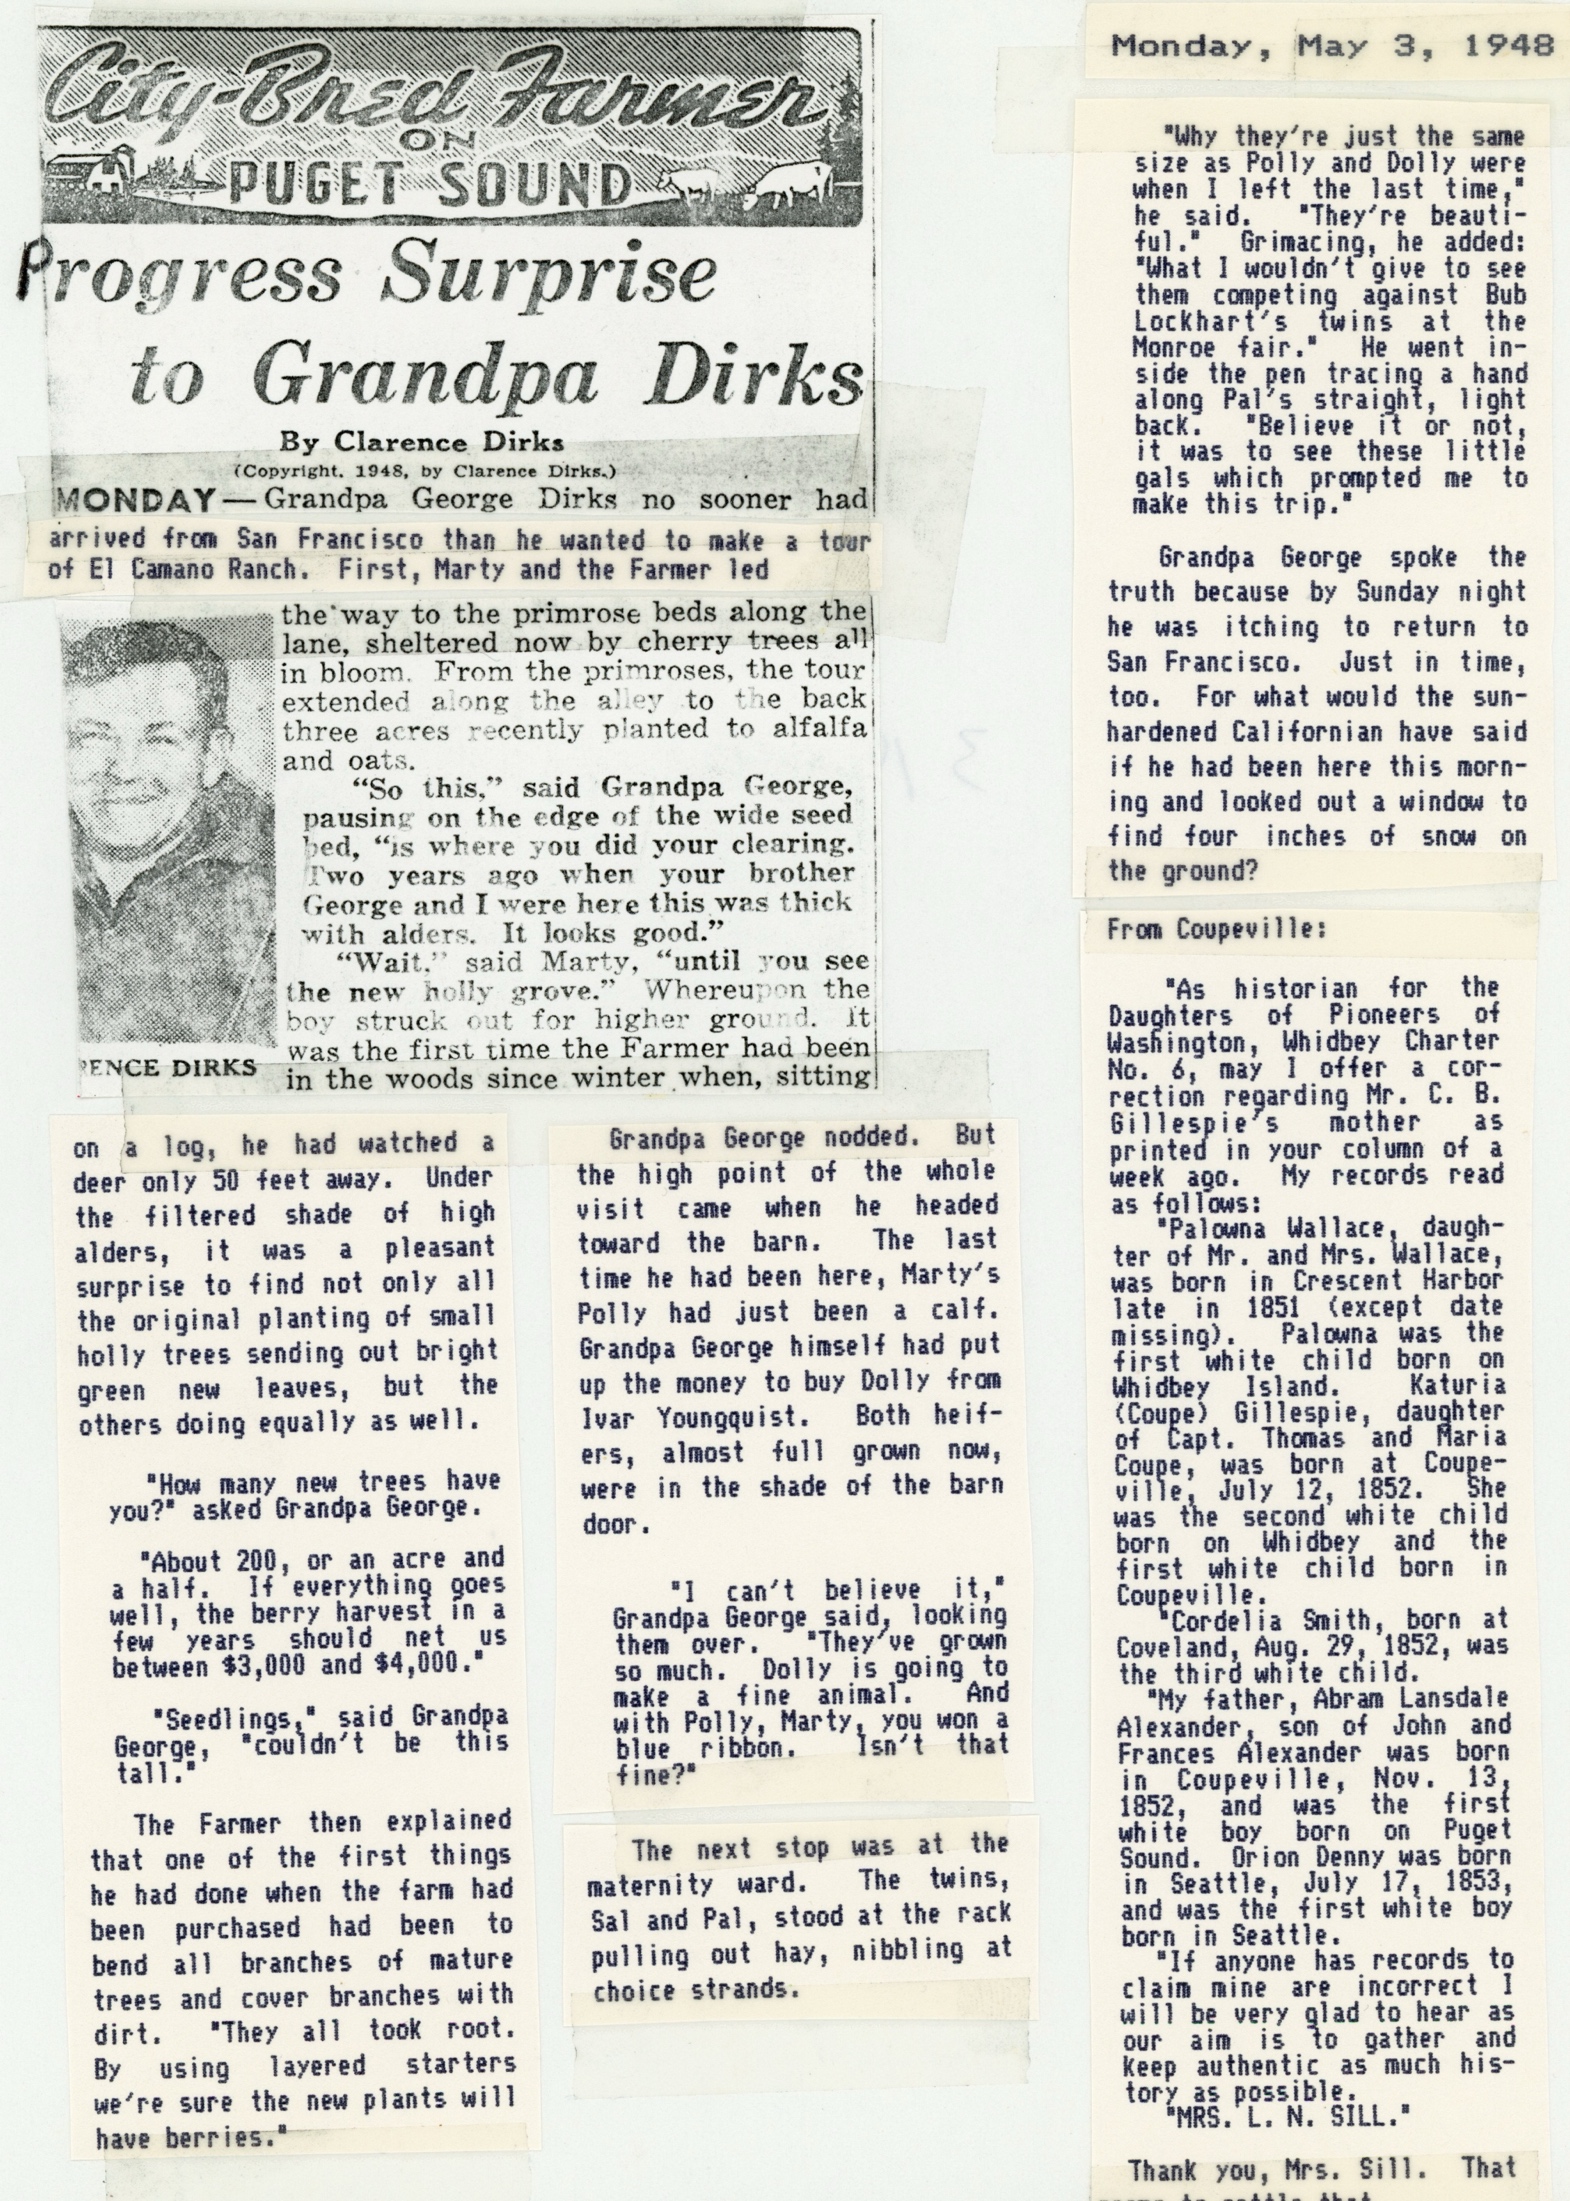 City-Bred Farmer
ON
PUGET SOUND
Progress Surprise
to Grandpa Dirks
By Clarence Dirks
(Copyright. 1948, by Clarence Dirks.)
MONDAY — Grandpa George Dirks no sooner had
arrived from San Francisco than he wanted to make a tour
of El Camano Ranch. First, Marty and the Farmer led
the way to the primrose beds along the
lane, sheltered now by cherry trees all
in bloom. From the primroses, the tour
extended along the alley to the back
three acres recently planted to alfalfa
and oats.
“So this,” said Grandpa George,
pausing on the edge of the wide seed
bed, “is where you did your clearing.
Two years ago when your brother
George and I were here this was thick
with alders. It looks good.”
“Wait,” said Marty, “until you see
the new holly grove.” Whereupon the
boy struck out for higher ground. It
was the first time the Farmer had been
in the woods since winter when, sitting
RENCE DIRKS
on a log, he had watched a
deer only 50 feet away. Under
the filtered shade of high
alders, it was a pleasant
surprise to find not only all
the original planting of small
holly trees sending out bright
green new leaves, but the
others doing equally as well.
"How many new trees have
you?" asked Grandpa George.
"About 200, or an acre and
a half. If everything goes
well, the berry harvest in a
few years should net us
between $3,000 and $4,000."
"Seedlings," said Grandpa
George, "couldn't be this
tall."
The Farmer then explained
that one of the first things
he had done when the farm had
been purchased had been to
bend all branches of mature
trees and cover branches with
dirt. "They all took root.
By using layered starters
we're sure the new plants will
have berries."
Grandpa George nodded. But
the high point of the whole
visit came when he headed
toward the barn. The last
time he had been here, Marty's
Polly had just been a calf.
Grandpa George himself had put
up the money to buy Dolly from
Ivar Youngquist. Both heif-
ers, almost full grown now,
were in the shade of the barn
door.
"I can't believe it,"
Grandpa George said, looking
them over. "They've grown
so much. Dolly is going to
make a fine animal. And
with Polly, Marty, you won a
blue ribbon. Isn't that
fine?"
The next stop was at the
maternity ward. The twins,
Sal and Pal, stood at the rack
pulling out hay, nibbling at
choice strands.
Monday, May 3, 1948
"Why they're just the same
size as Polly and Dolly were
when I left the last time,"
he said. "They're beauti-
ful." Grimacing, he added:
"What I wouldn't give to see
them competing against Bub
Lockhart's twins at the
Monroe fair." He went in-
side the pen tracing a hand
along Pal's straight, light
back. "Believe it or not,
it was to see these little
gals which prompted me to
make this trip."
Grandpa George spoke the
truth because by Sunday night
he was itching to return to
San Francisco. Just in time,
too. For what would the sun-
hardened Californian have said
if he had been here this morn-
ing and looked out a window to
find four inches of snow on
the ground?
From Coupeville:
"As historian for the
Daughters of Pioneers of
Washington, Whidbey Charter
No. 6, may I offer a cor-
rection regarding Mr. C. B.
Gillespie's mother as
printed in your column of a
week ago. My records read
as follows:
"Palowna Wallace, daugh-
ter of Mr. and Mrs. Wallace,
was born in Crescent Harbor
late in 1851 (except date
missing). Palowna was the
first white child born on
Whidbey Island. Katuria
(Coupe) Gillespie, daughter
of Capt. Thomas and Maria
Coupe, was born at Coupe-
ville, July 12, 1852. She
was the second white child
born on Whidbey and the
first white child born in
Coupeville.
"Cordelia Smith, born at
Coveland, Aug. 29, 1852, was
the third white child.
"My father, Abram Lansdale
Alexander, son of John and
Frances Alexander was born
in Coupeville, Nov. 13,
1852, and was the first
white boy born on Puget
Sound. Orion Denny was born
in Seattle, July 17, 1853,
and was the first white boy
born in Seattle.
"If anyone has records to
claim mine are incorrect I
will be very glad to hear as
our aim is to gather and
keep authentic as much his-
tory as possible.
"MRS. L. N. SILL."
Thank you, Mrs. Sill. That